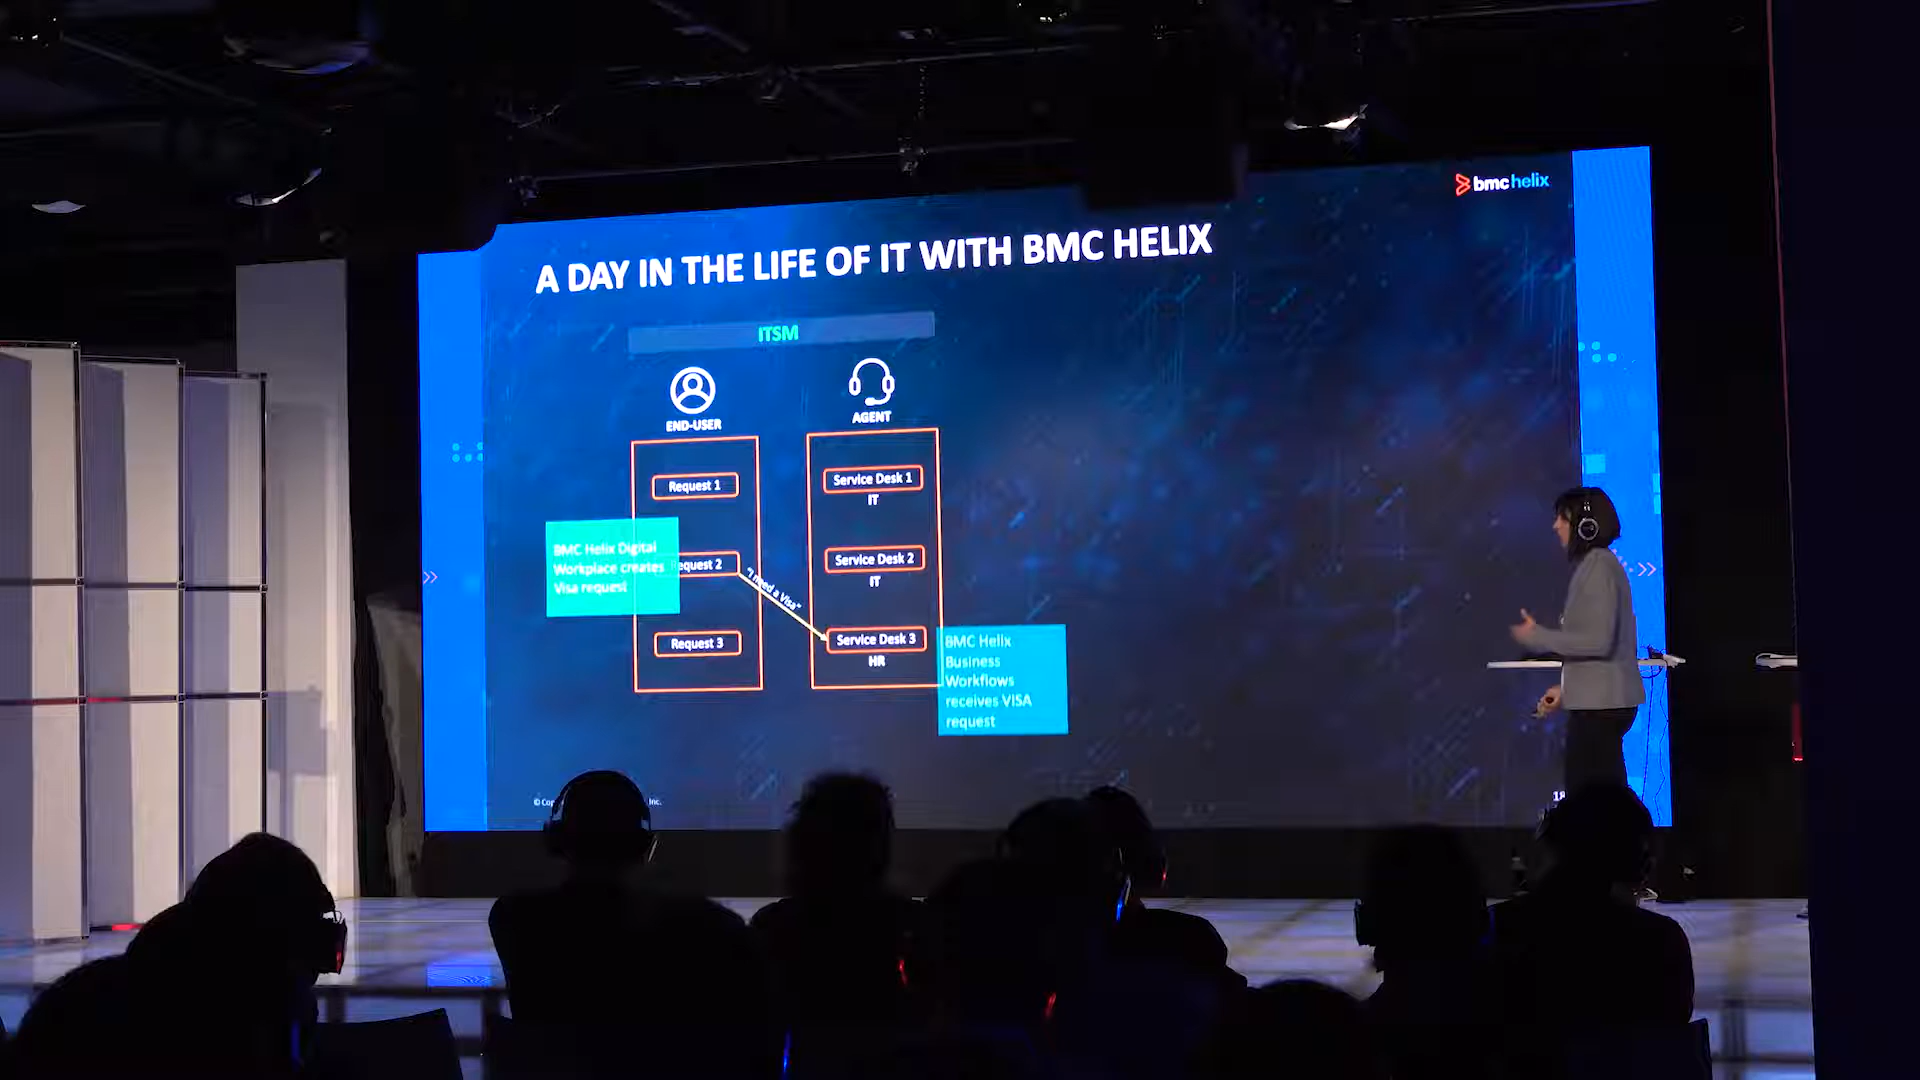 bmc helix
A DAY IN THE LIFE OF IT WITH BMC HELIX
ITSM
END-USER
AGENT
Request 1
Service Desk 1
IT
BMC Helix Digital
Workplace creates
Visa request
Request 2
"I need a Visa"
Service Desk 2
IT
Request 3
Service Desk 3
HR
BMC Helix
Business
Workflows
receives VISA
request
© Inc.